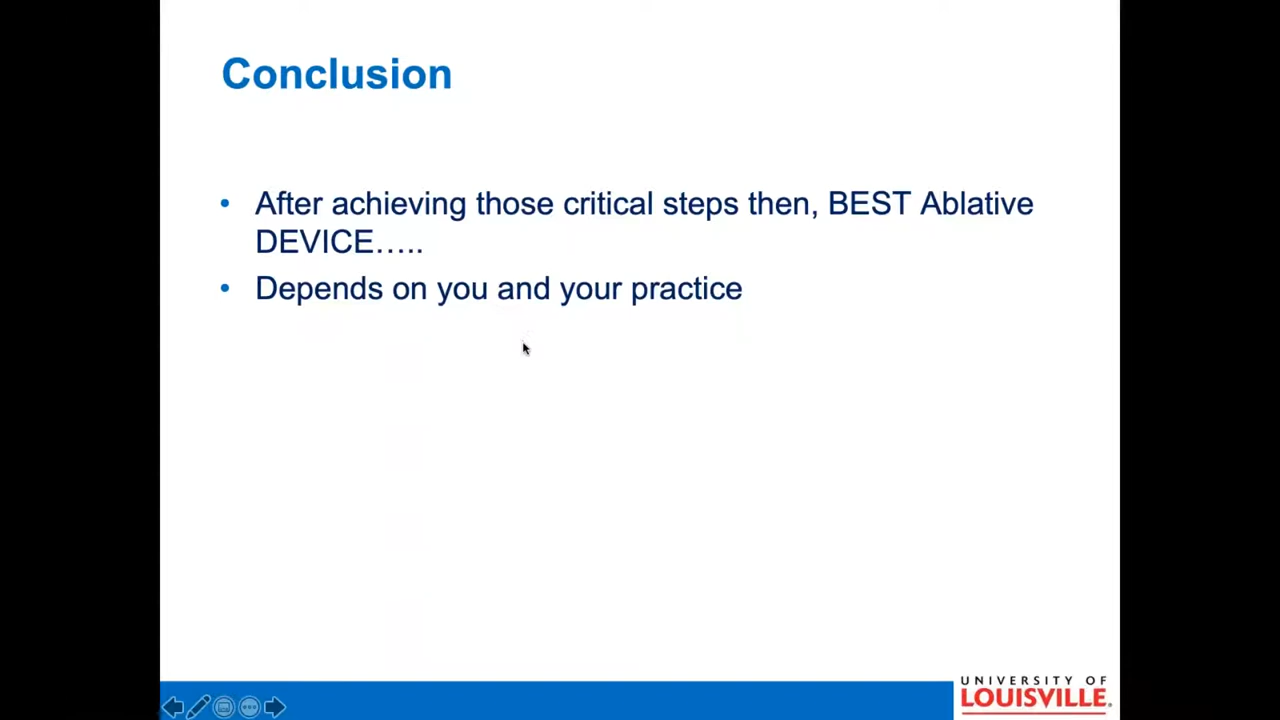 Conclusion
• After achieving those critical steps then, BEST Ablative
DEVICE…..
• Depends on you and your practice
UNIVERSITY OF
LOUISVILLE.